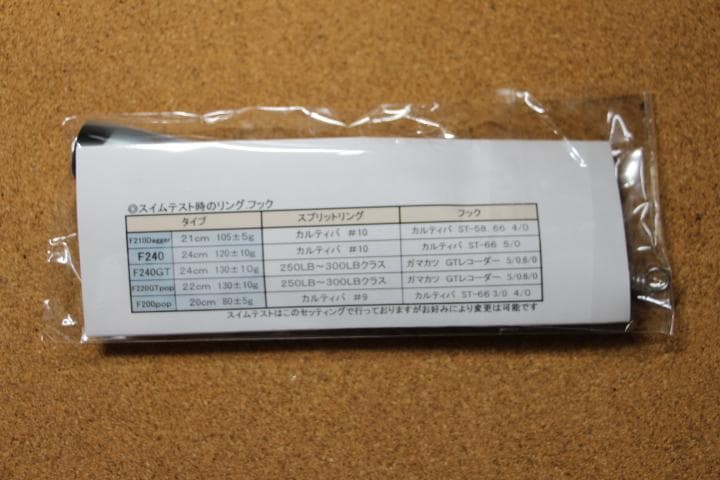 ◎スイムテスト時のリング.フック
タイプ スプリットリング フック
F210Dagger 21cm 105±5g カルティバ #10 カルティバ ST-58. 66 4/0
F240 24cm 120±10g カルティバ #10 カルティバ ST-66 5/0
F240GT 24cm 130±10g 250LB～300LBクラス ガマカツ GTレコーダー 5/0.6/0
F220GTpop 22cm 130±10g 250LB～300LBクラス ガマカツ GTレコーダー 5/0.6/0
F200pop 20cm 80±5g カルティバ #9 カルティバ ST-66 3/0 4/0
スイムテストはこのセッティングで行っておりますがお好みにより変更は可能です